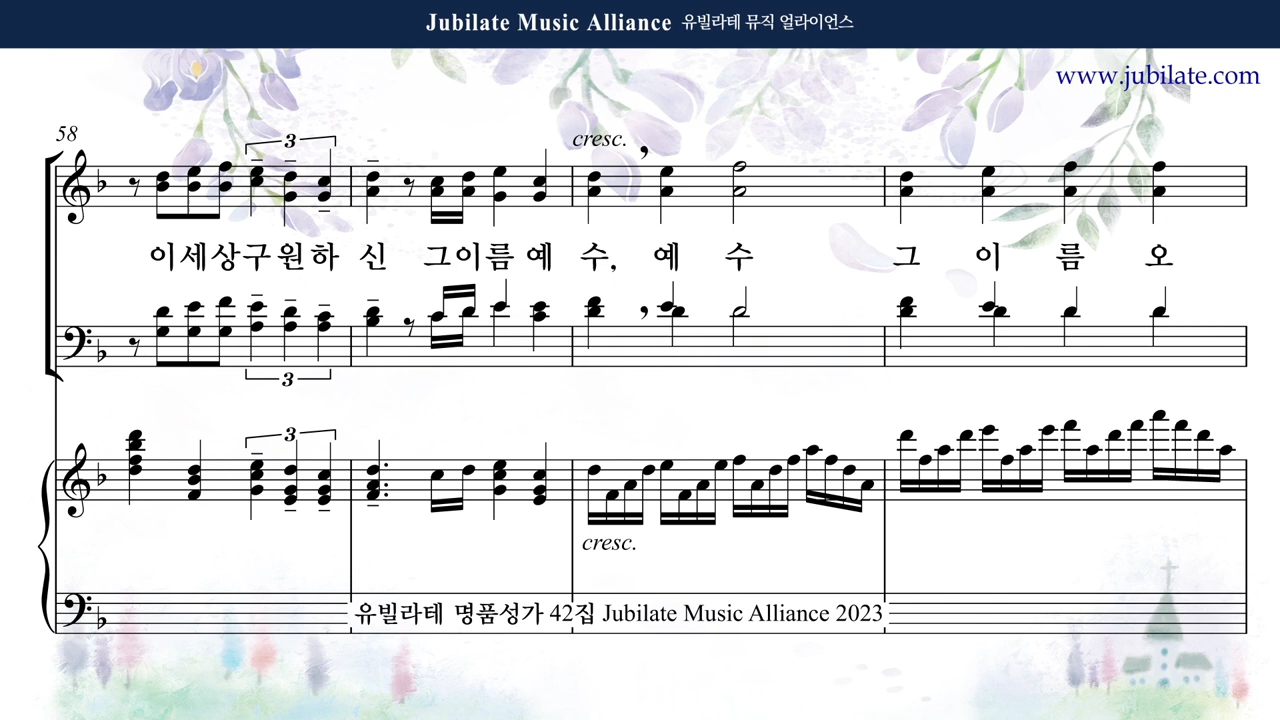 Jubilate Music Alliance 유빌라테 뮤직 얼라이언스
www.jubilate.com
58
3
cresc.
이세상구원하 신 그이름 예 수, 예 수 그 이 름 오
3
3
cresc.
유빌라테 명품성가 42집 Jubilate Music Alliance 2023